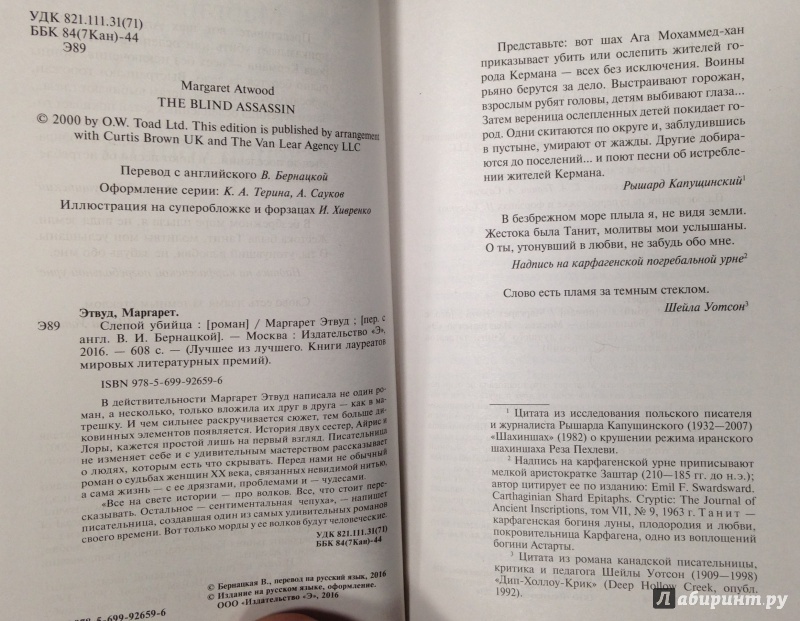 УДК 821.111.31(71)
ББК 84(7Кан)-44
Э89
Margaret Atwood
THE BLIND ASSASSIN
© 2000 by O.W. Toad Ltd. This edition is published by arrangement
with Curtis Brown UK and The Van Lear Agency LLC
Перевод с английского В. Бернацкой
Оформление серии: К. А. Терина, А. Сауков
Иллюстрация на суперобложке и форзацах И. Хивренко
Этвуд, Маргарет.
Э89 Слепой убийца : [роман] / Маргарет Этвуд ; [пер. с
англ. В. И. Бернацкой]. — Москва : Издательство «Э»,
2016. — 608 с. — (Лучшее из лучшего. Книги лауреатов
мировых литературных премий).
ISBN 978-5-699-92659-6
В действительности Маргарет Этвуд написала не один ро-
ман, а несколько, только вложила их друг в друга — как в ма-
трешку. И чем сильнее раскручивается сюжет, тем больше ди-
ковинных элементов появляется. История двух сестер, Айрис и
Лоры, кажется простой лишь на первый взгляд. Писательница
не изменяет себе и с удивительным мастерством рассказывает
о людях, которым есть что скрывать. Перед нами не обычный
роман о судьбах женщин XX века, связанных невидимой нитью,
а сама жизнь — с ее дрязгами, проблемами и — чудесами.
«Все на свете истории — про волков. Все, что стоит пере-
сказывать. Остальное — сентиментальная чепуха», — напишет
писательница, создавшая один из самых удивительных романов
своего времени. Вот только морды у ее волков будут человеческие.
УДК 821.111.31(71)
ББК 84(7Кан)-44
© Бернацкая В., перевод на русский язык, 2016
© Издание на русском языке, оформление.
ООО «Издательство «Э», 2016
978-5-699-92659-6
Представьте: вот шах Ага Мохаммед-хан
приказывает убить или ослепить жителей го-
рода Кермана — всех без исключения. Воины
рьяно берутся за дело. Выстраивают горожан,
взрослым рубят головы, детям выбивают глаза...
Затем вереница ослепленных детей покидает го-
род. Одни скитаются по округе и, заблудившись
в пустыне, умирают от жажды. Другие добира-
ются до поселений... и поют песни об истребле-
нии жителей Кермана.
Рышард Капущинский¹
В безбрежном море плыла я, не видя земли.
Жестока была Танит, молитвы мои услышаны.
О ты, утонувший в любви, не забудь обо мне.
Надпись на карфагенской погребальной урне²
Слово есть пламя за темным стеклом.
Шейла Уотсон³
¹ Цитата из исследования польского писателя
и журналиста Рышарда Капущинского (1932—2007)
«Шахиншах» (1982) о крушении режима иранского
шахиншаха Реза Пехлеви.
² Надпись на карфагенской урне приписывают
мелкой аристократке Заштар (210—185 гг. до н.э.);
автор цитирует ее по изданию: Emil F. Swardsward.
Carthaginian Shard Epitaphs. Cryptic: The Journal of
Ancient Inscriptions, том VII, № 9, 1963 г. Танит —
карфагенская богиня луны, плодородия и любви,
покровительница Карфагена, одно из воплощений
богини Астарты.
³ Цитата из романа канадской писательницы,
критика и педагога Шейлы Уотсон (1909—1998)
«Дип-Холлоу-Крик» (Deep Hollow Creek, опубл.
1992).
Лабиринт.ру